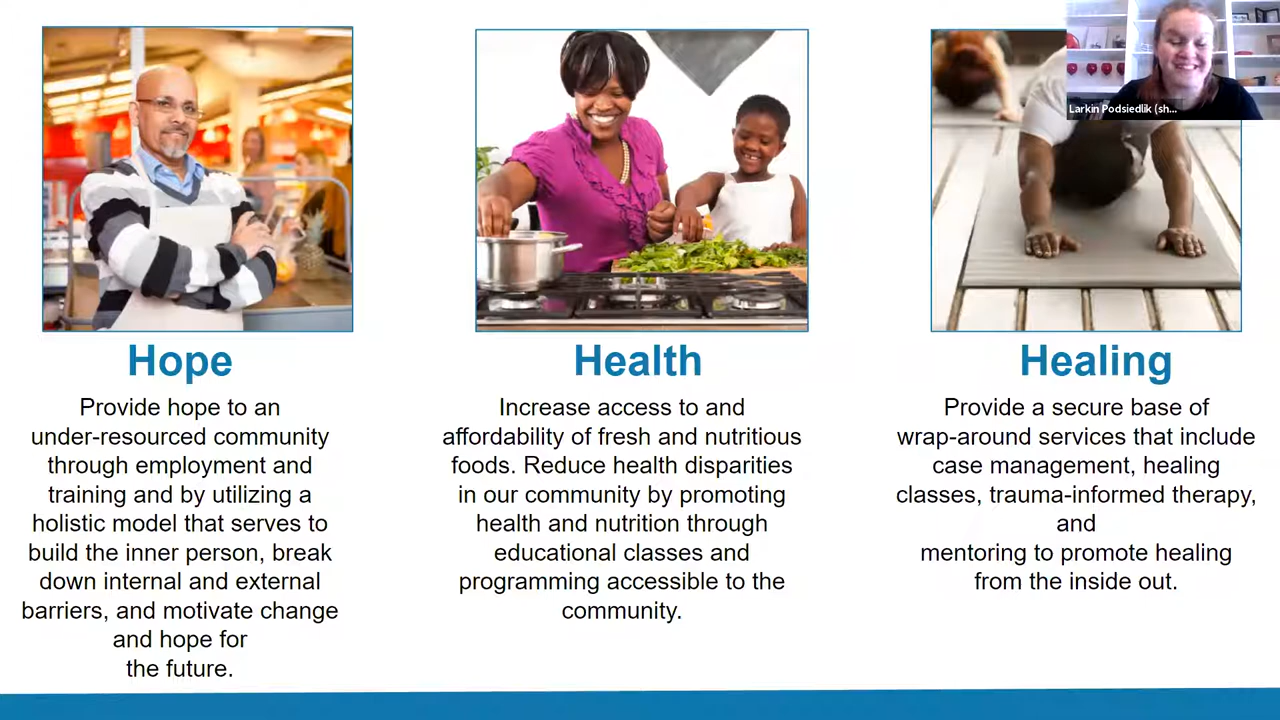 Larkin Podsiedlik (sh...
Hope
Provide hope to an
under-resourced community
through employment and
training and by utilizing a
holistic model that serves to
build the inner person, break
down internal and external
barriers, and motivate change
and hope for
the future.
Health
Increase access to and
affordability of fresh and nutritious
foods. Reduce health disparities
in our community by promoting
health and nutrition through
educational classes and
programming accessible to the
community.
Healing
Provide a secure base of
wrap-around services that include
case management, healing
classes, trauma-informed therapy,
and
mentoring to promote healing
from the inside out.